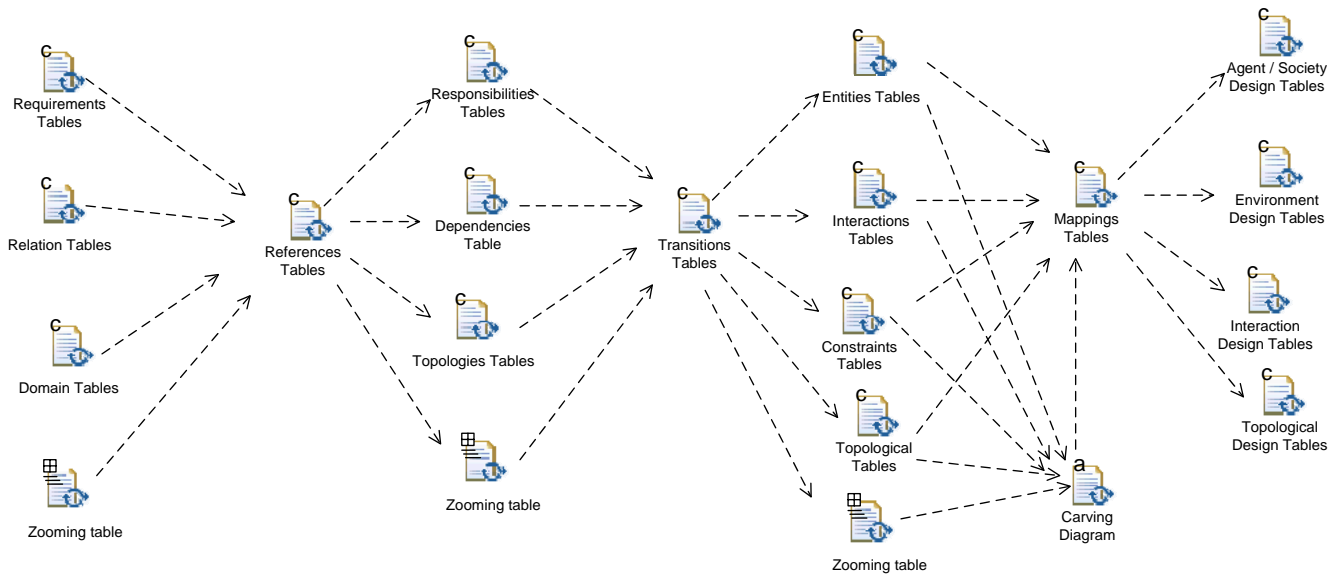 c
Requirements
Tables
c
Relation Tables
c
Domain Tables
Zooming table
c
References
Tables
c
Responsibilities
Tables
c
Dependencies
Table
c
Topologies Tables
Zooming table
c
Transitions
Tables
c
Entities Tables
c
Interactions
Tables
c
Constraints
Tables
c
Topological
Tables
Zooming table
c
Mappings
Tables
a
Carving
Diagram
c
Agent / Society
Design Tables
c
Environment
Design Tables
c
Interaction
Design Tables
c
Topological
Design Tables